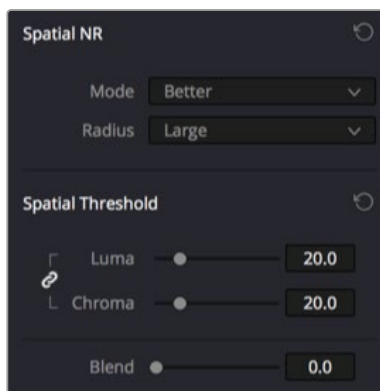 Spatial NR
Mode Better
Radius Large
Spatial Threshold
Luma 20.0
Chroma 20.0
Blend 0.0